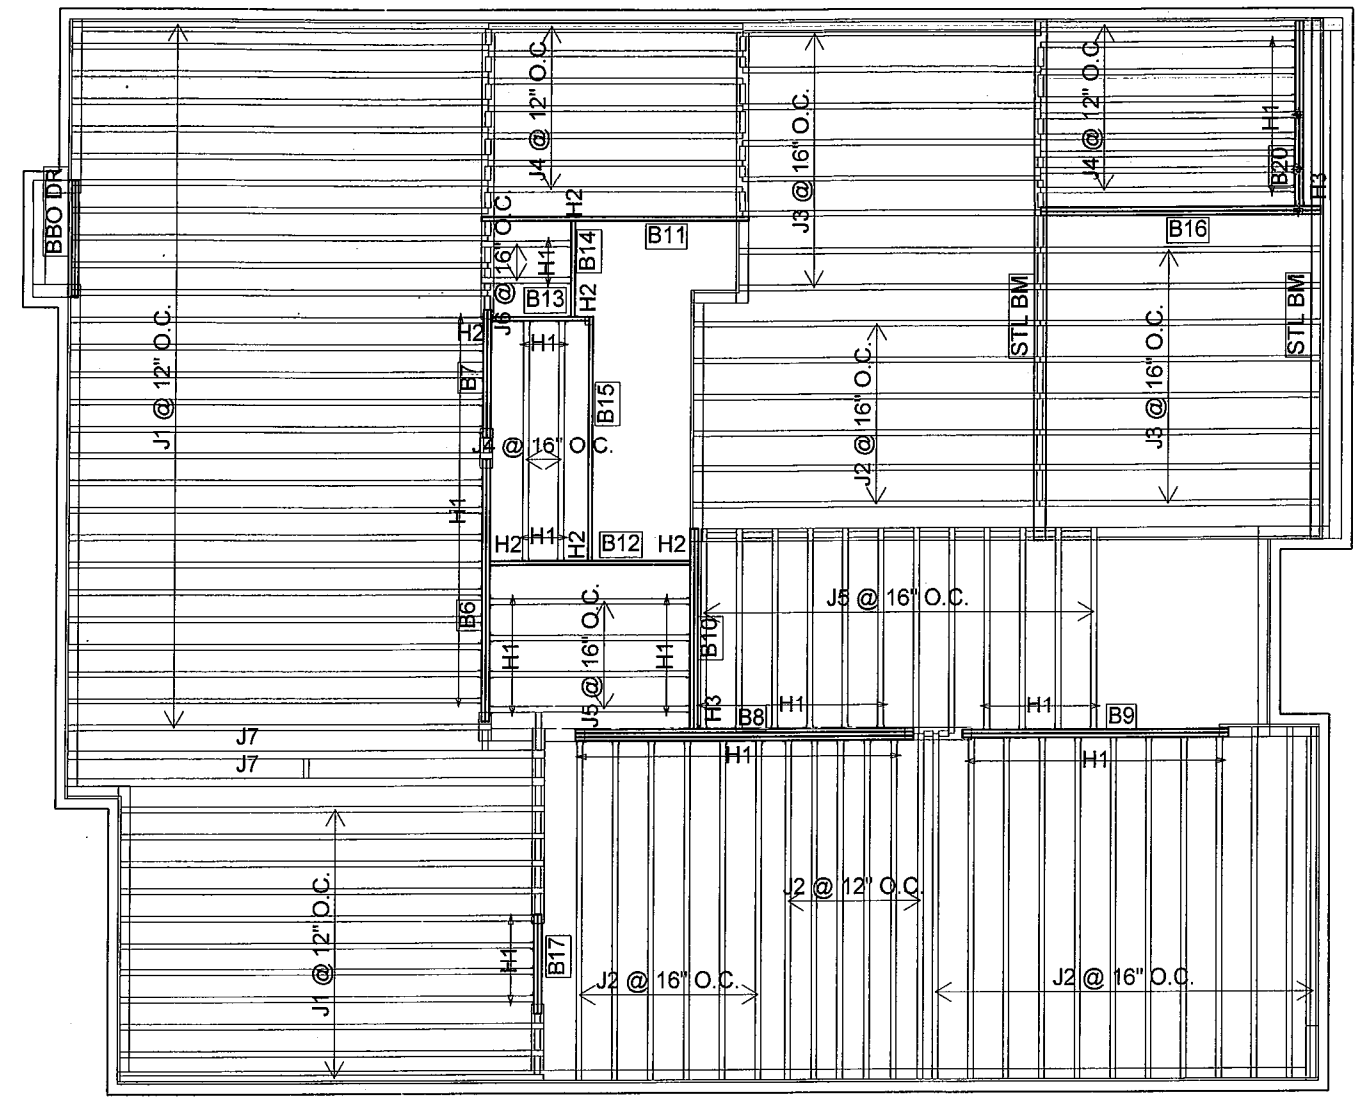 J4 @ 12" O.C.
J3 @ 16" O.C.
J4 @ 12" O.C.
H1
B20
H3
BBO DR
J1 @ 12" O.C.
H2
B11
B16
J6 @ 16" O.C.
H1
B14
B13
H2
STL BM
STL BM
H2
H1
B7
B15
J2 @ 16" O.C.
J3 @ 16" O.C.
J4 @ 16" O.C.
H1
H1
H2
H2
B12
H2
B6
H1
J5 @ 16" O.C.
H1
B10
J5 @ 16" O.C.
H3
B8
H1
H1
B9
J7
J7
H1
H1
J1 @ 12" O.C.
H1
B17
J2 @ 12" O.C.
J2 @ 16" O.C.
J2 @ 16" O.C.